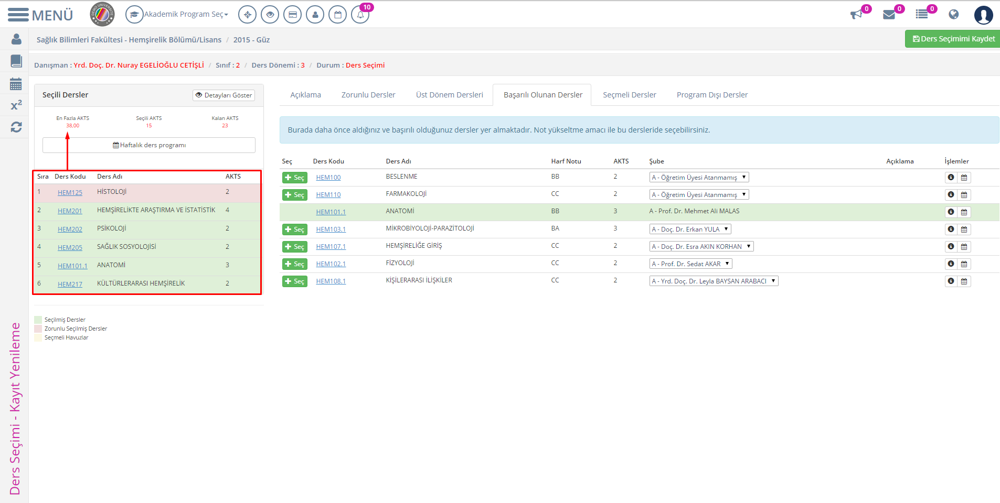 MENÜ
DEMO ÜNİVERSİTE
Akademik Program Seç
10
0
0
0
Sağlık Bilimleri Fakültesi - Hemşirelik Bölümü/Lisans / 2015 - Güz
Ders Seçimimi Kaydet
Danışman : Yrd. Doç. Dr. Nuray EGELİOĞLU CETİŞLİ / Sınıf : 2 / Ders Dönemi : 3 / Durum : Ders Seçimi
x2
Ders Seçimi - Kayıt Yenileme
Seçili Dersler
Detayları Göster
En Fazla AKTS Seçili AKTS Kalan AKTS
38,00 15 23
Haftalık ders programı
Sıra Ders Kodu Ders Adı AKTS
1 HEM125 HİSTOLOJİ 2
2 HEM201 HEMŞİRELİKTE ARAŞTIRMA VE İSTATİSTİK 4
3 HEM202 PSİKOLOJİ 2
4 HEM205 SAĞLIK SOSYOLOJİSİ 2
5 HEM101.1 ANATOMİ 3
6 HEM217 KÜLTÜRLERARASI HEMŞİRELİK 2
Seçilmiş Dersler
Zorunlu Seçilmiş Dersler
Seçmeli Havuzlar
Açıklama Zorunlu Dersler Üst Dönem Dersleri Başarılı Olunan Dersler Seçmeli Dersler Program Dışı Dersler
Burada daha önce aldığınız ve başırılı olduğunuz dersler yer almaktadır. Not yükseltme amacı ile bu dersleride seçebilirsiniz.
Seç Ders Kodu Ders Adı Harf Notu AKTS Şube Açıklama İşlemler
Seç HEM100 BESLENME BB 2 A - Öğretim Üyesi Atanmamış
Seç HEM110 FARMAKOLOJİ CC 2 A - Öğretim Üyesi Atanmamış
HEM101.1 ANATOMİ BB 3 A - Prof. Dr. Mehmet Ali MALAS
Seç HEM103.1 MİKROBİYOLOJİ-PARAZİTOLOJİ BA 3 A - Doç. Dr. Erkan YULA
Seç HEM107.1 HEMŞİRELİĞE GİRİŞ CC 2 A - Doç. Dr. Esra AKIN KORHAN
Seç HEM102.1 FİZYOLOJİ CC 2 A - Prof. Dr. Sedat AKAR
Seç HEM108.1 KİŞİLERARASI İLİŞKİLER CC 2 A - Yrd. Doç. Dr. Leyla BAYSAN ARABACI